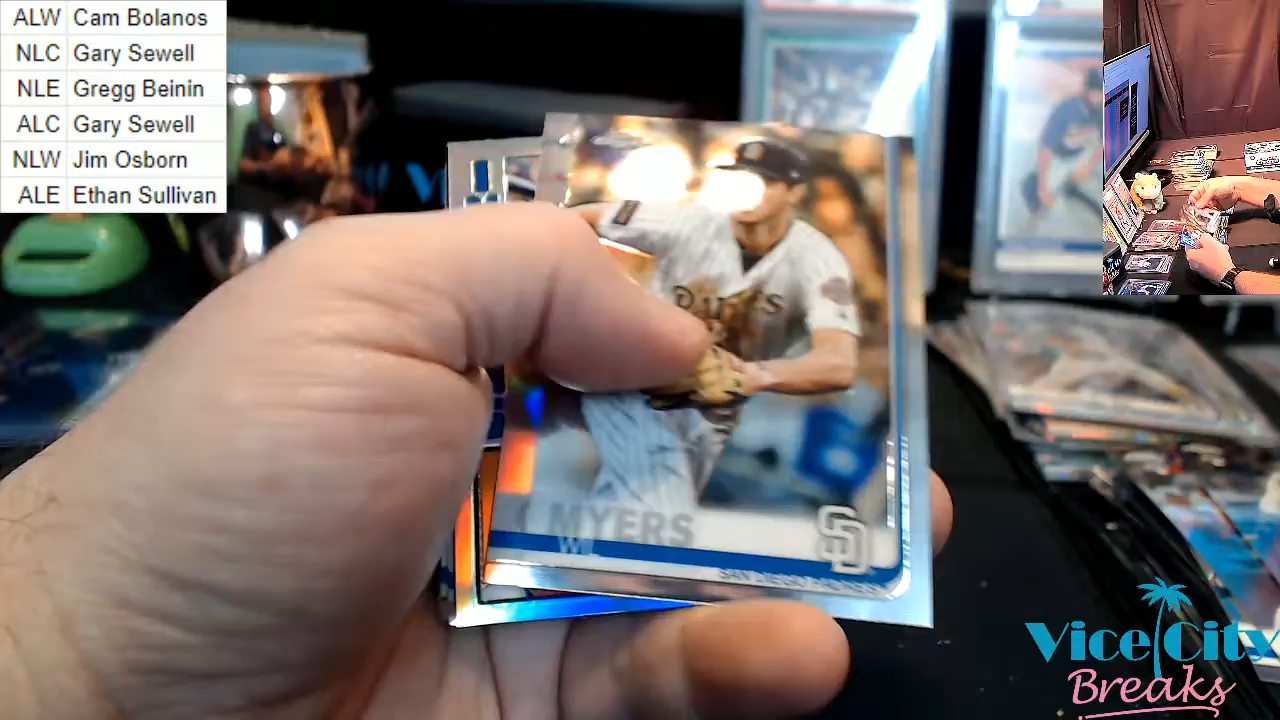 ALW Cam Bolanos
NLC Gary Sewell
NLE Gregg Beinin
ALC Gary Sewell
NLW Jim Osborn
ALE Ethan Sullivan
PADRES
MYERS
SD
SAN DIEGO PADRES
Vice City
Breaks